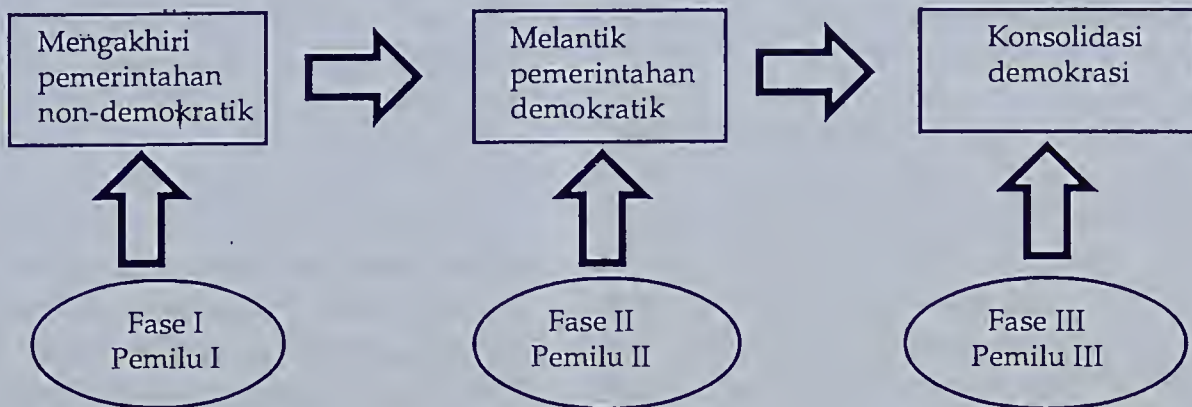 Mengakhiri
pemerintahan
non-demokratik
Melantik
pemerintahan
demokratik
Konsolidasi
demokrasi
Fase I
Pemilu I
Fase II
Pemilu II
Fase III
Pemilu III